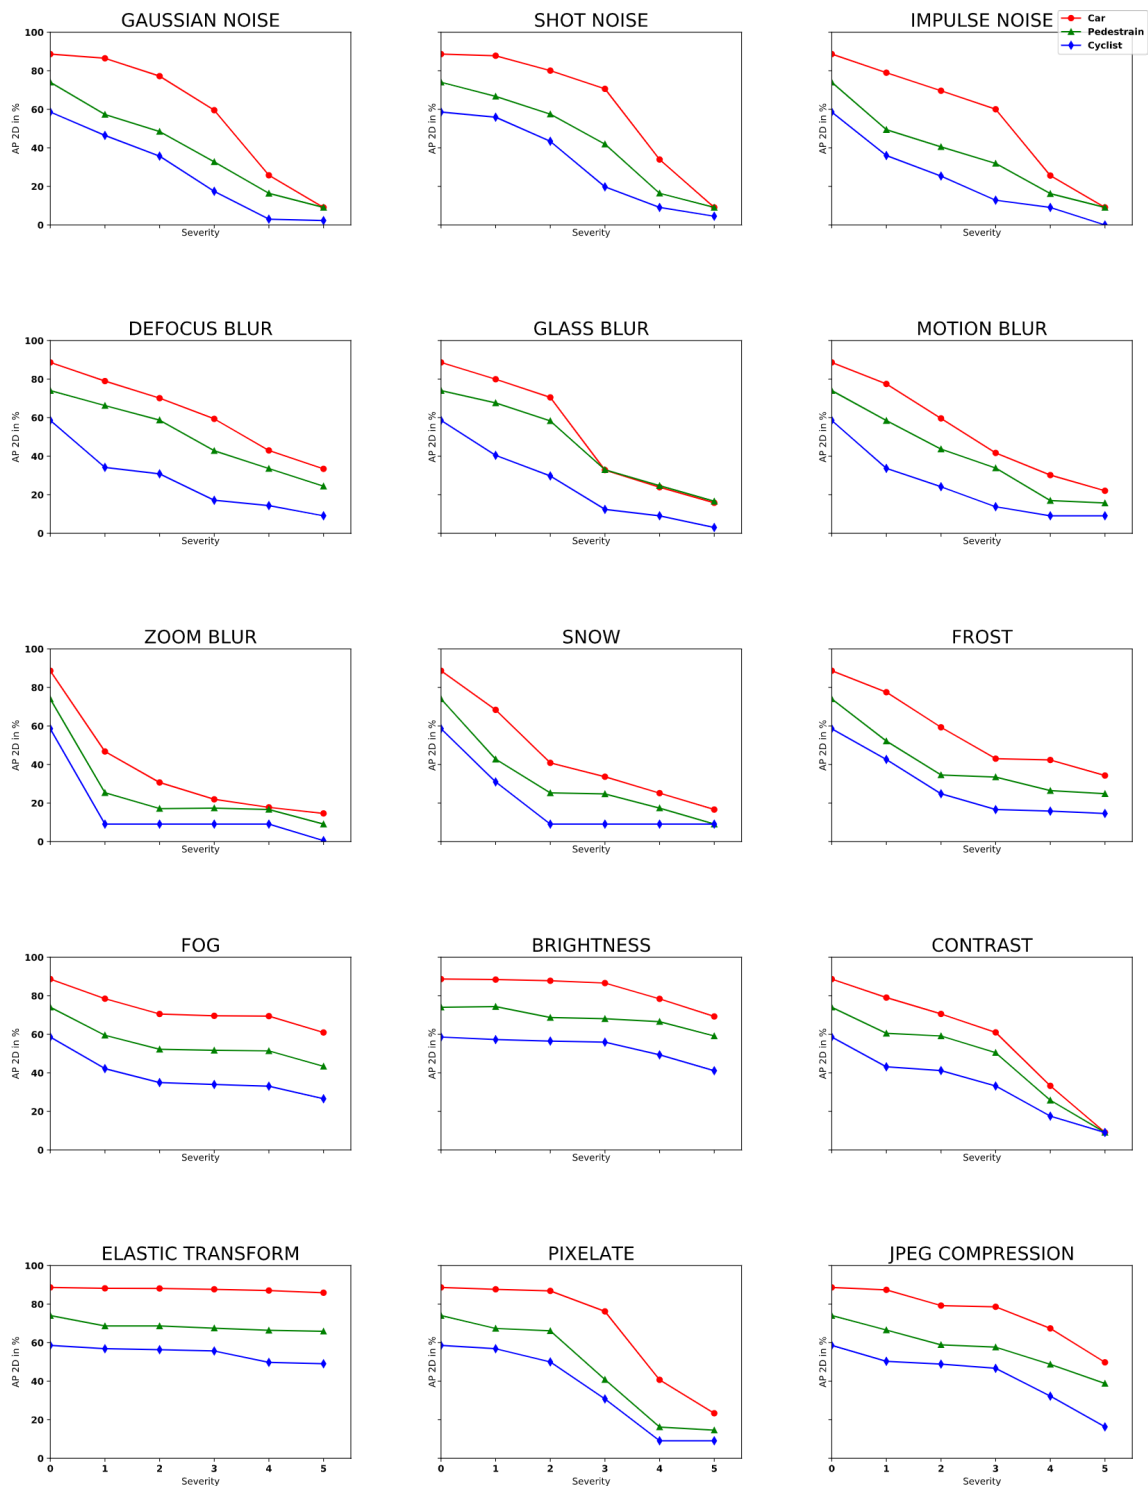 GAUSSIAN NOISE
SHOT NOISE
IMPULSE NOISE
Car
Pedestrain
Cyclist
100
80
60
40
20
0
AP 2D in %
Severity
AP 2D in %
Severity
AP 2D in %
Severity
DEFOCUS BLUR
GLASS BLUR
MOTION BLUR
100
80
60
40
20
0
AP 2D in %
Severity
AP 2D in %
Severity
AP 2D in %
Severity
ZOOM BLUR
SNOW
FROST
100
80
60
40
20
0
AP 2D in %
Severity
AP 2D in %
Severity
AP 2D in %
Severity
FOG
BRIGHTNESS
CONTRAST
100
80
60
40
20
0
AP 2D in %
Severity
AP 2D in %
Severity
AP 2D in %
Severity
ELASTIC TRANSFORM
PIXELATE
JPEG COMPRESSION
100
80
60
40
20
0
AP 2D in %
0 1 2 3 4 5
Severity
AP 2D in %
0 1 2 3 4 5
Severity
AP 2D in %
0 1 2 3 4 5
Severity